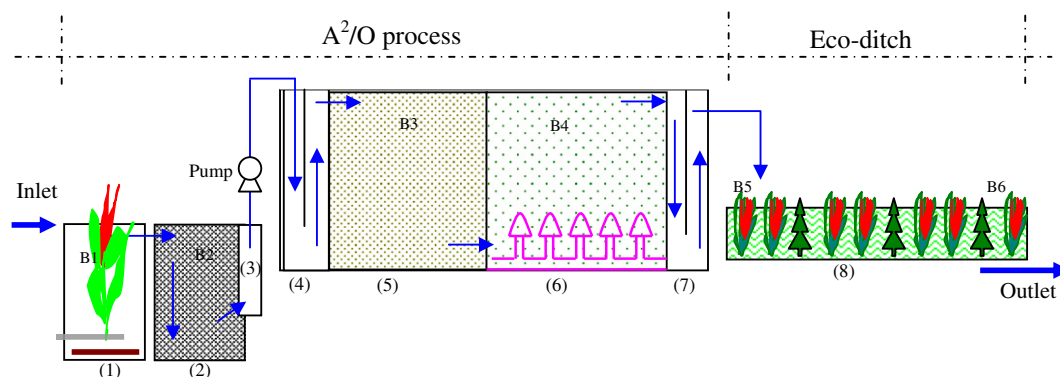 A²/O process
Eco-ditch
Pump
Inlet
B1
B2
B3
B4
B5
B6
(1)
(2)
(3)
(4)
(5)
(6)
(7)
(8)
Outlet